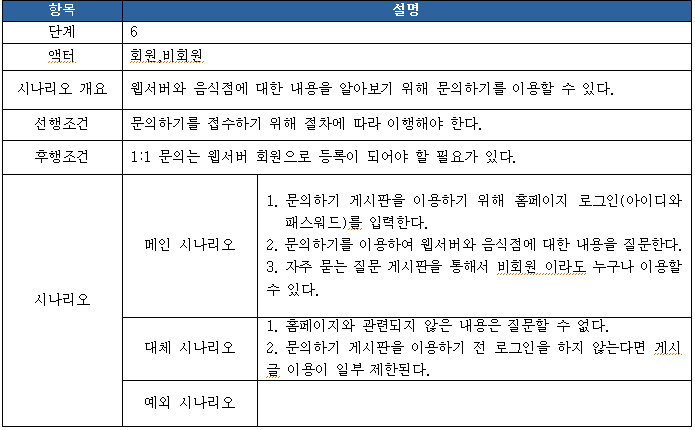 항목 설명
단계 6
액터 회원,비회원
시나리오 개요 웹서버와 음식점에 대한 내용을 알아보기 위해 문의하기를 이용할 수 있다.
선행조건 문의하기를 접수하기 위해 절차에 따라 이행해야 한다.
후행조건 1:1 문의는 웹서버 회원으로 등록이 되어야 할 필요가 있다.
시나리오
메인 시나리오
1. 문의하기 게시판을 이용하기 위해 홈페이지 로그인(아이디와
패스워드)를 입력한다.
2. 문의하기를 이용하여 웹서버와 음식점에 대한 내용을 질문한다.
3. 자주 묻는 질문 게시판을 통해서 비회원 이라도 누구나 이용할
수 있다.
대체 시나리오
1. 홈페이지와 관련되지 않은 내용은 질문할 수 없다.
2. 문의하기 게시판을 이용하기 전 로그인을 하지 않는다면 게시
글 이용이 일부 제한된다.
예외 시나리오